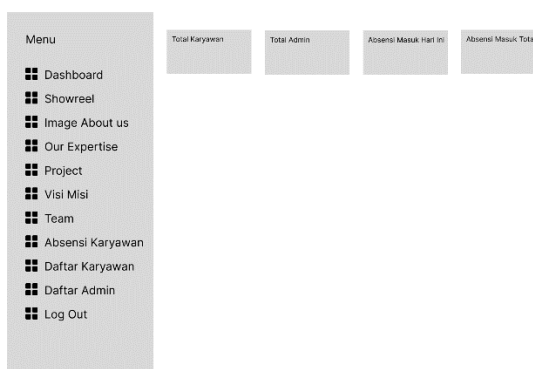 Menu
Dashboard
Showreel
Image About us
Our Expertise
Project
Visi Misi
Team
Absensi Karyawan
Daftar Karyawan
Daftar Admin
Log Out
Total Karyawan
Total Admin
Absensi Masuk Hari Ini
Absensi Masuk Tota